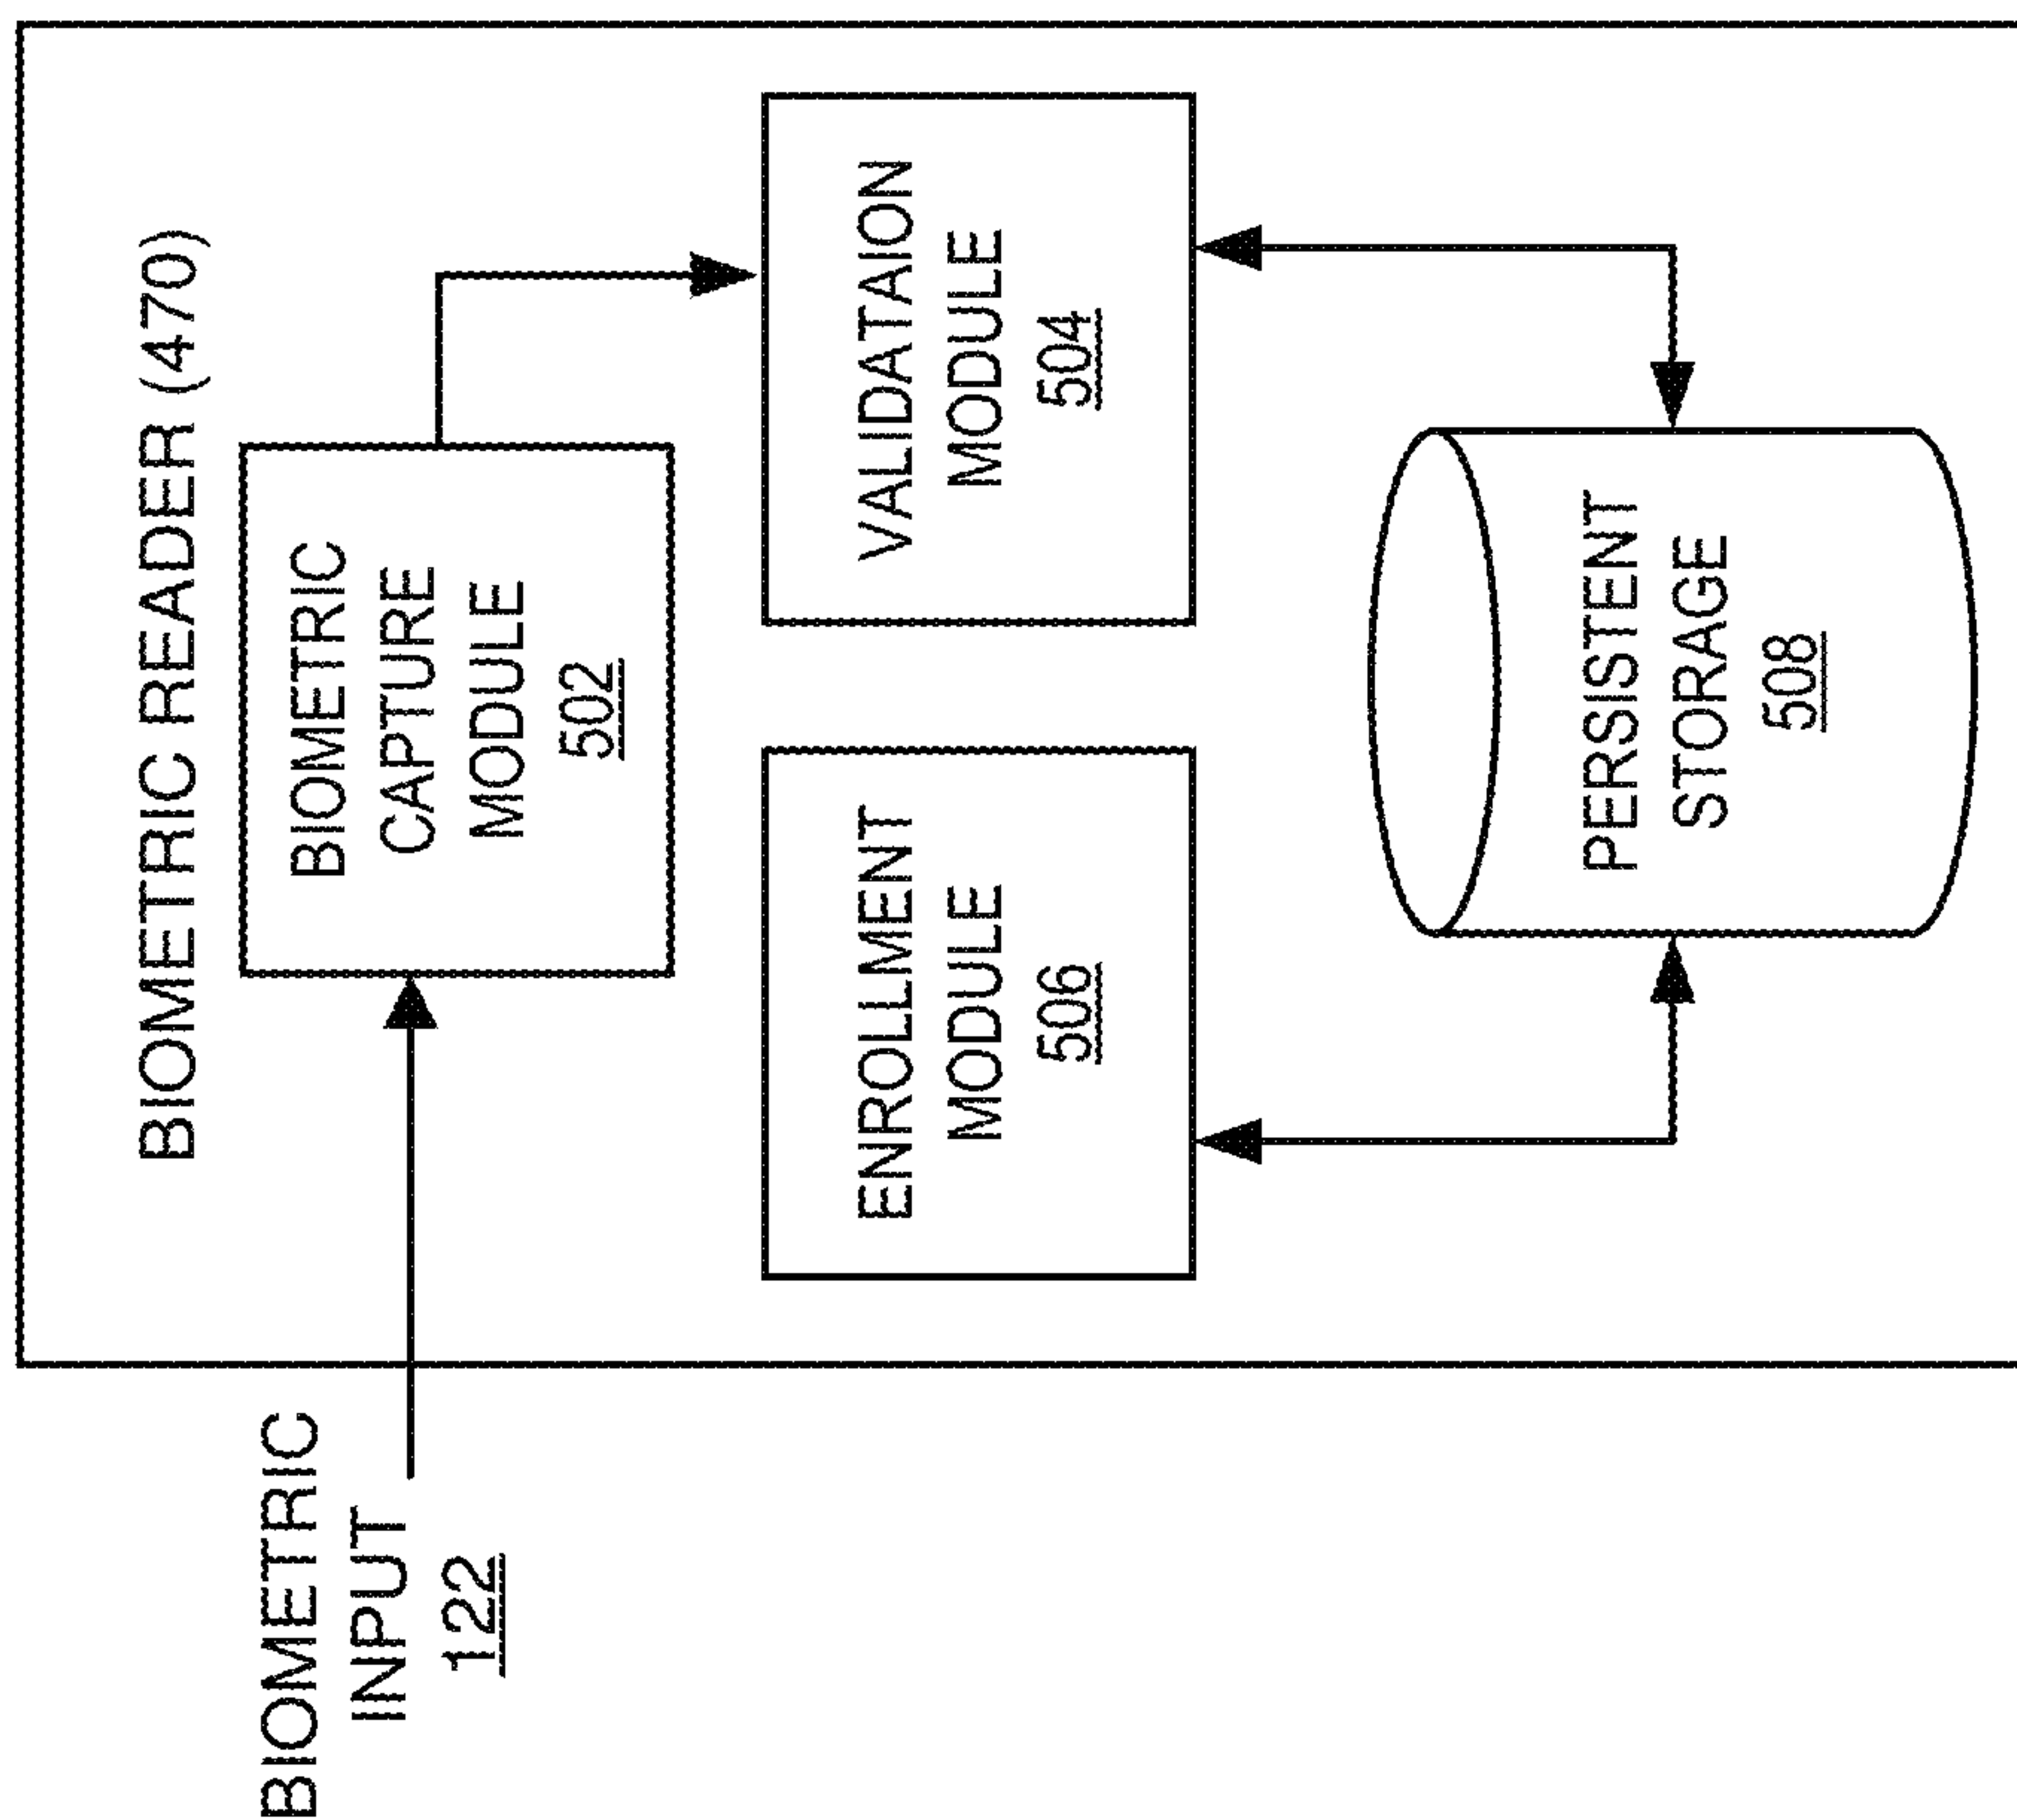 BIOMETRIC READER (470)
BIOMETRIC
INPUT
122
BIOMETRIC
CAPTURE
MODULE
502
ENROLLMENT
MODULE
506
VALIDATAION
MODULE
504
PERSISTENT
STORAGE
508